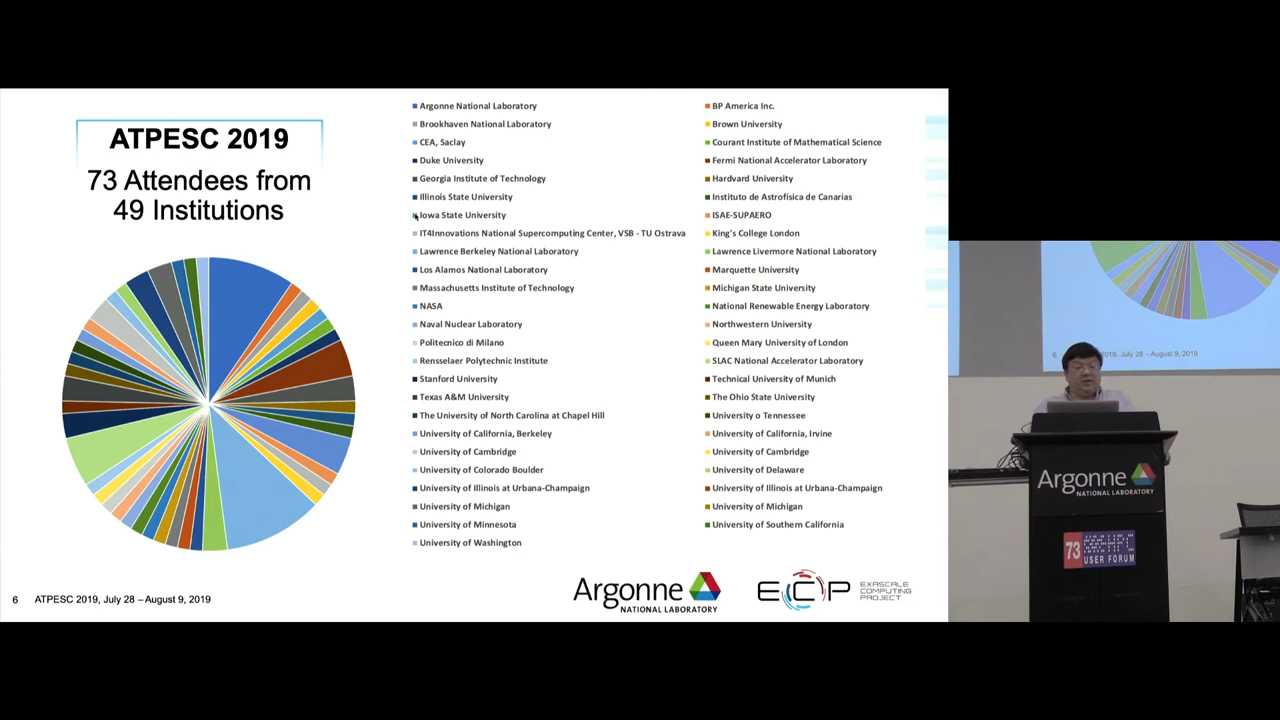 ATPESC 2019
73 Attendees from
49 Institutions
Argonne National Laboratory
BP America Inc.
Brookhaven National Laboratory
Brown University
CEA, Saclay
Courant Institute of Mathematical Science
Duke University
Fermi National Accelerator Laboratory
Georgia Institute of Technology
Hardvard University
Illinois State University
Instituto de Astrofísica de Canarias
Iowa State University
ISAE-SUPAERO
IT4Innovations National Supercomputing Center, VSB - TU Ostrava
King's College London
Lawrence Berkeley National Laboratory
Lawrence Livermore National Laboratory
Los Alamos National Laboratory
Marquette University
Massachusetts Institute of Technology
Michigan State University
NASA
National Renewable Energy Laboratory
Naval Nuclear Laboratory
Northwestern University
Politecnico di Milano
Queen Mary University of London
Rensselaer Polytechnic Institute
SLAC National Accelerator Laboratory
Stanford University
Technical University of Munich
Texas A&M University
The Ohio State University
The University of North Carolina at Chapel Hill
University o Tennessee
University of California, Berkeley
University of California, Irvine
University of Cambridge
University of Cambridge
University of Colorado Boulder
University of Delaware
University of Illinois at Urbana-Champaign
University of Illinois at Urbana-Champaign
University of Michigan
University of Michigan
University of Minnesota
University of Southern California
University of Washington
6 ATPESC 2019, July 28 – August 9, 2019
Argonne
NATIONAL LABORATORY
ECP
EXASCALE
COMPUTING
PROJECT
6 2019, July 28 – August 9, 2019
Argonne
NATIONAL LABORATORY
73
USER FORUM